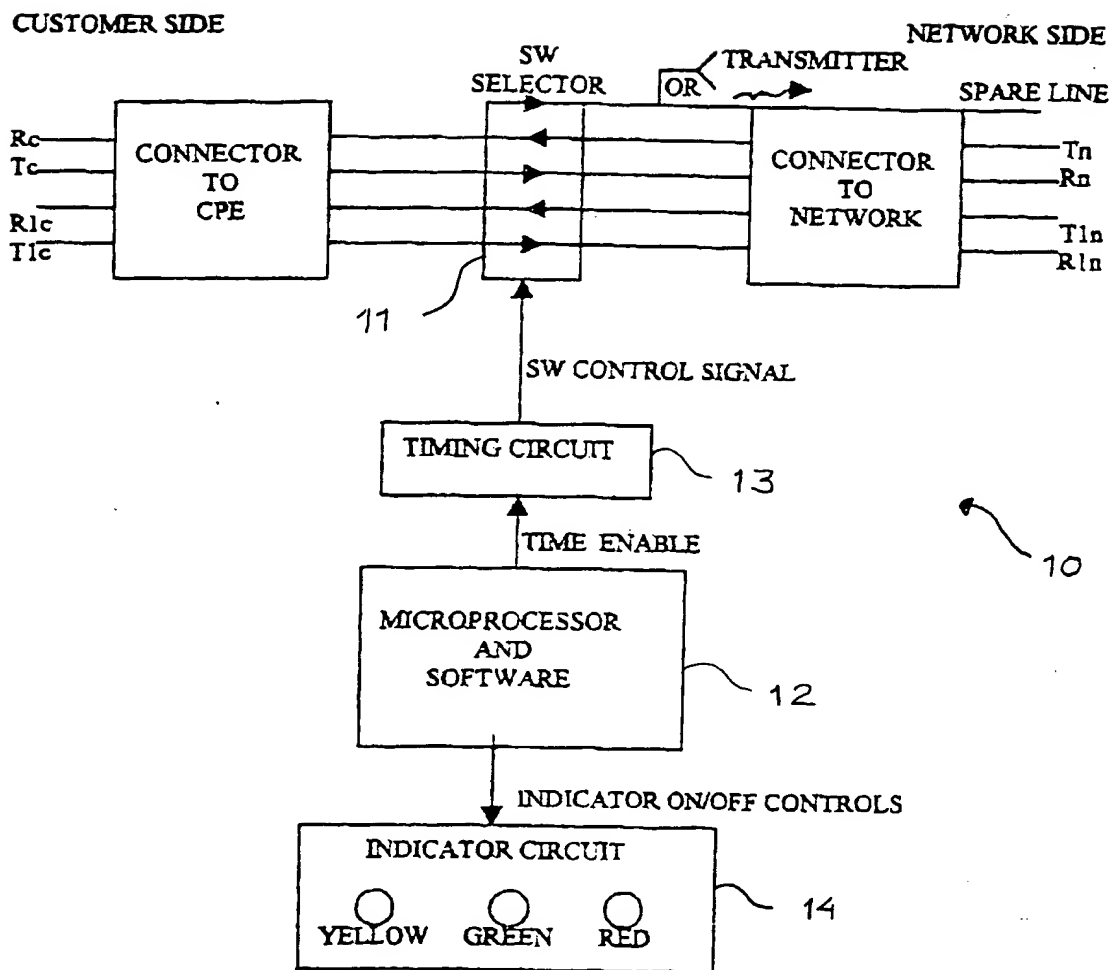 CUSTOMER SIDE
NETWORK SIDE
SW
SELECTOR
TRANSMITTER
OR
SPARE LINE
Rc
Tc
R1c
T1c
CONNECTOR
TO
CPE
CONNECTOR
TO
NETWORK
Tn
Rn
T1n
R1n
11
SW CONTROL SIGNAL
TIMING CIRCUIT
13
TIME ENABLE
10
MICROPROCESSOR
AND
SOFTWARE
12
INDICATOR ON/OFF CONTROLS
INDICATOR CIRCUIT
14
YELLOW GREEN RED